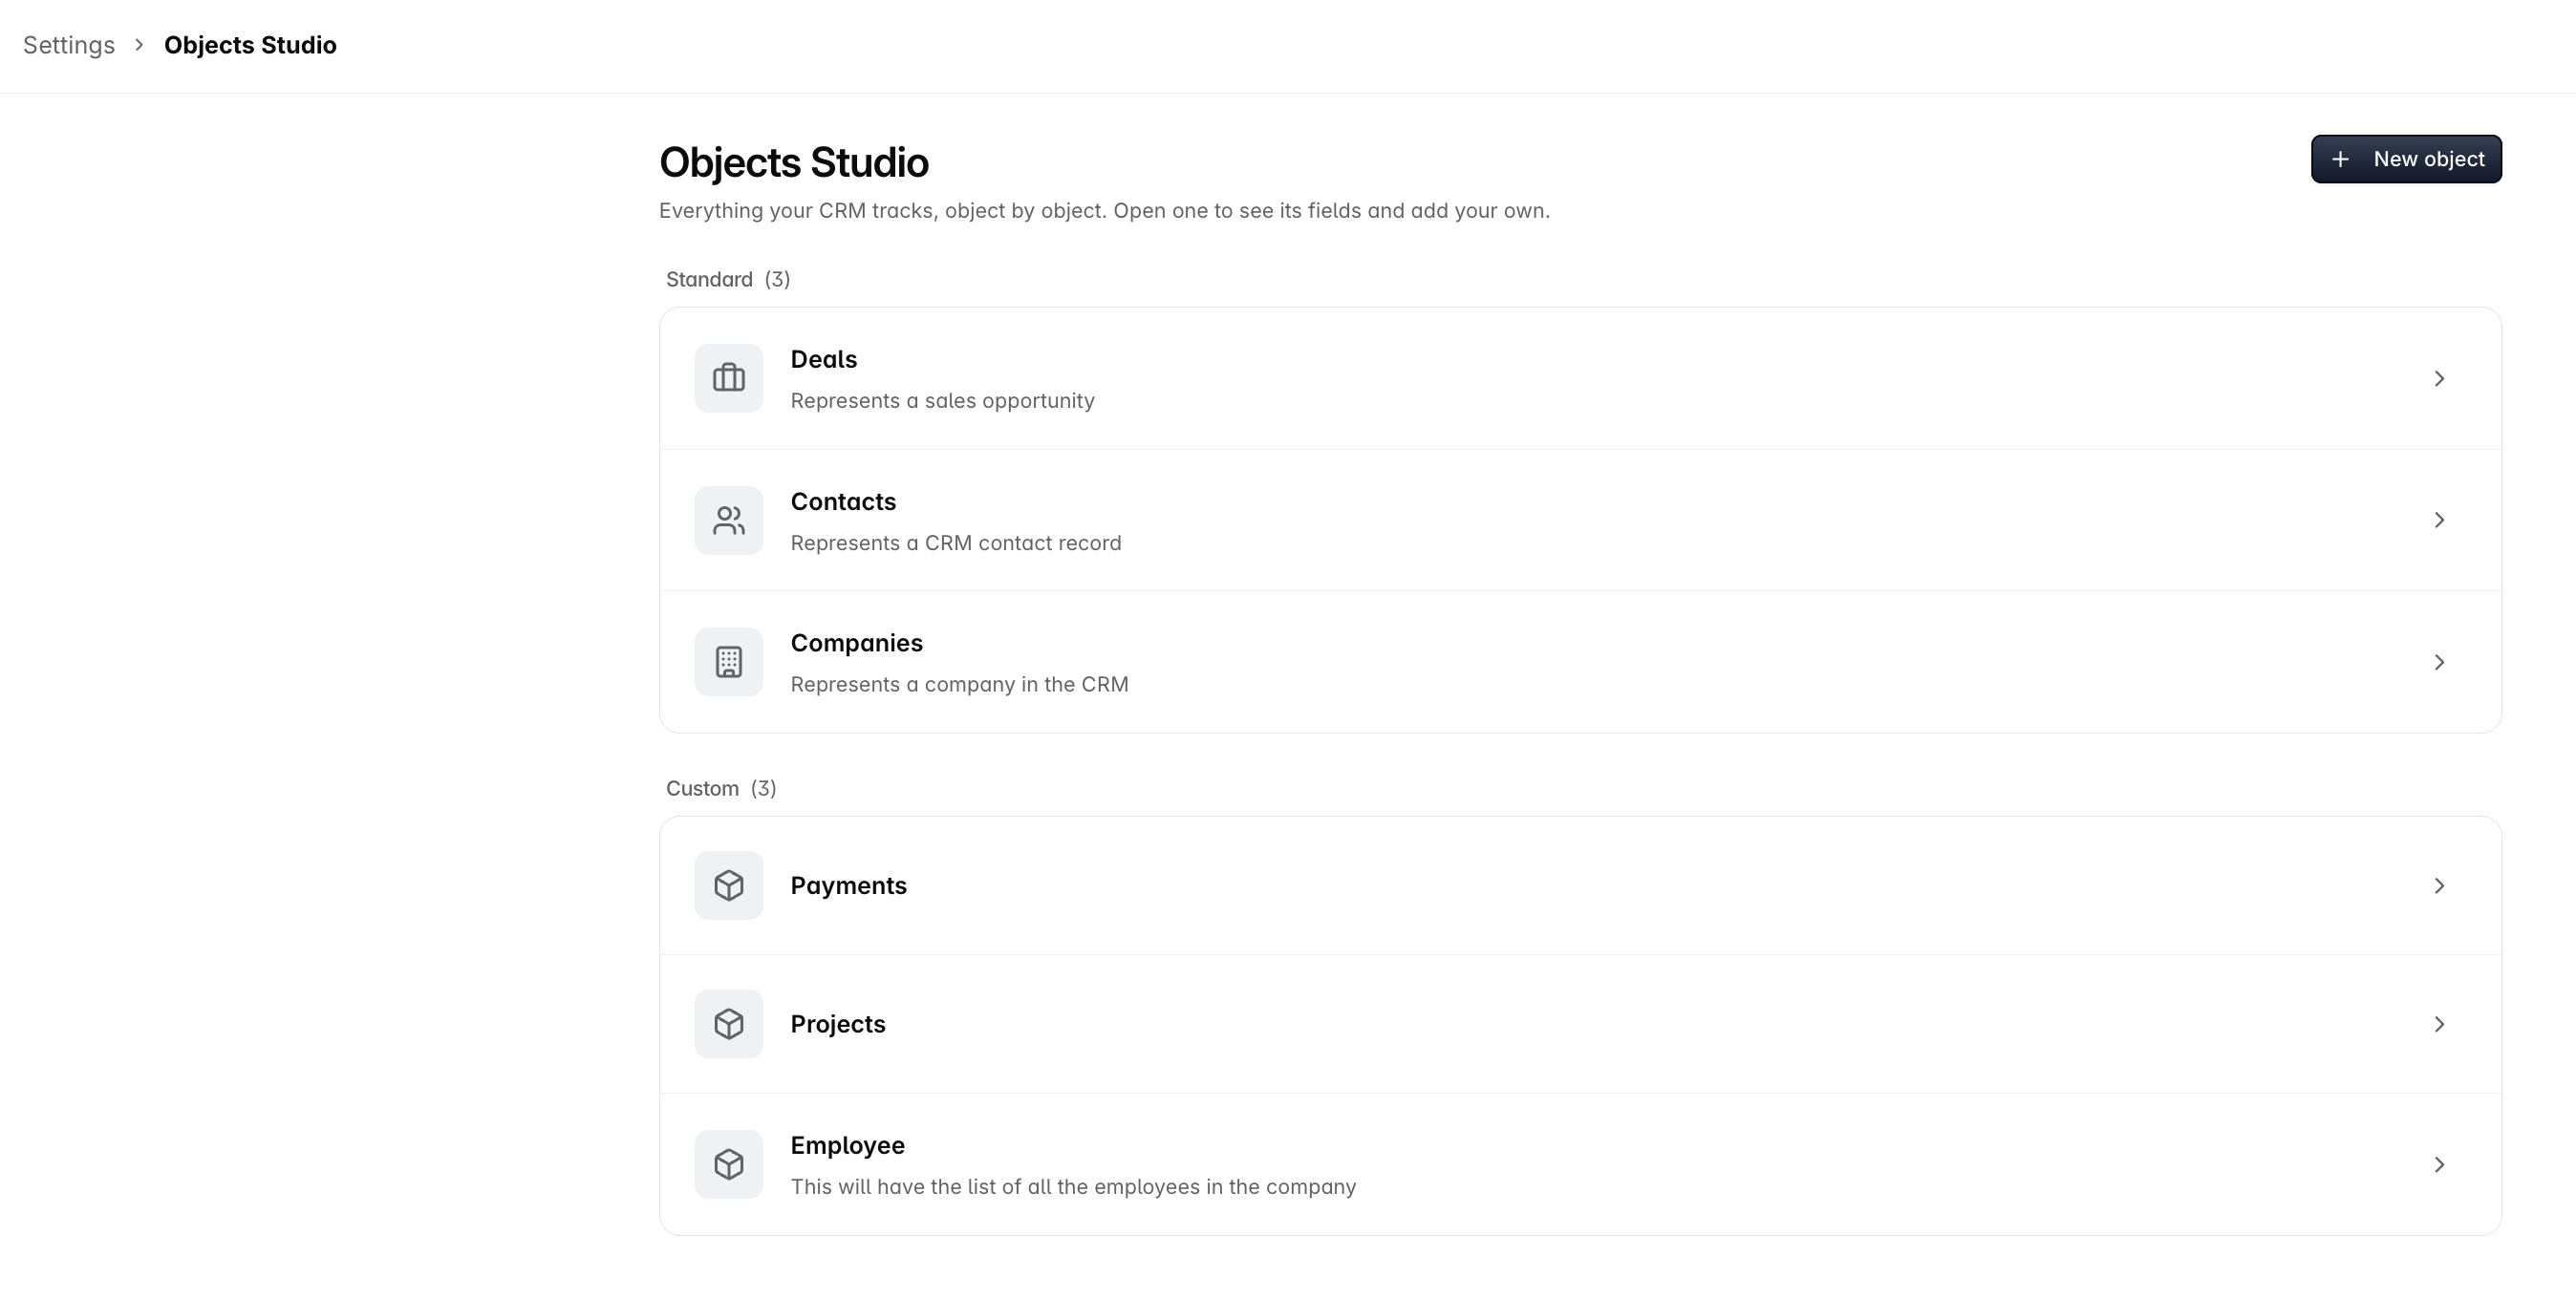 Settings > Objects Studio
Objects Studio
New object
Everything your CRM tracks, object by object. Open one to see its fields and add your own.
Standard (3)
Deals
Represents a sales opportunity
Contacts
Represents a CRM contact record
Companies
Represents a company in the CRM
Custom (3)
Payments
Projects
Employee
This will have the list of all the employees in the company